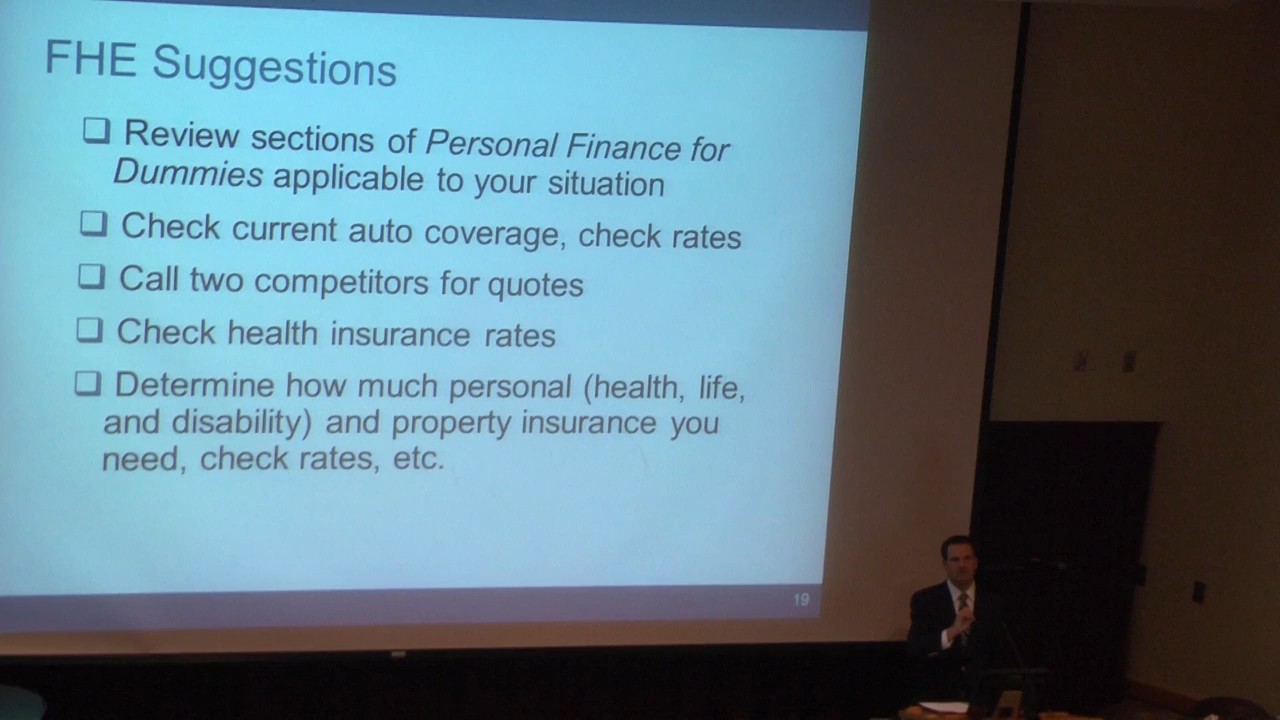 FHE Suggestions
❑ Review sections of Personal Finance for
Dummies applicable to your situation
❑ Check current auto coverage, check rates
❑ Call two competitors for quotes
❑ Check health insurance rates
❑ Determine how much personal (health, life,
and disability) and property insurance you
need, check rates, etc.
19